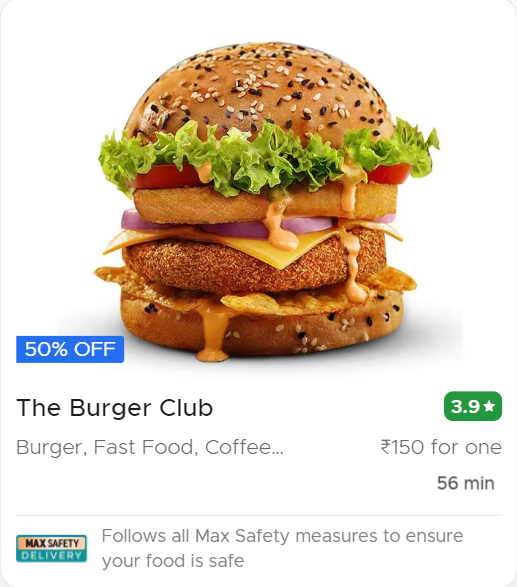 50% OFF
The Burger Club
3.9★
Burger, Fast Food, Coffee...
₹150 for one
56 min
MAX SAFETY
DELIVERY
Follows all Max Safety measures to ensure
your food is safe